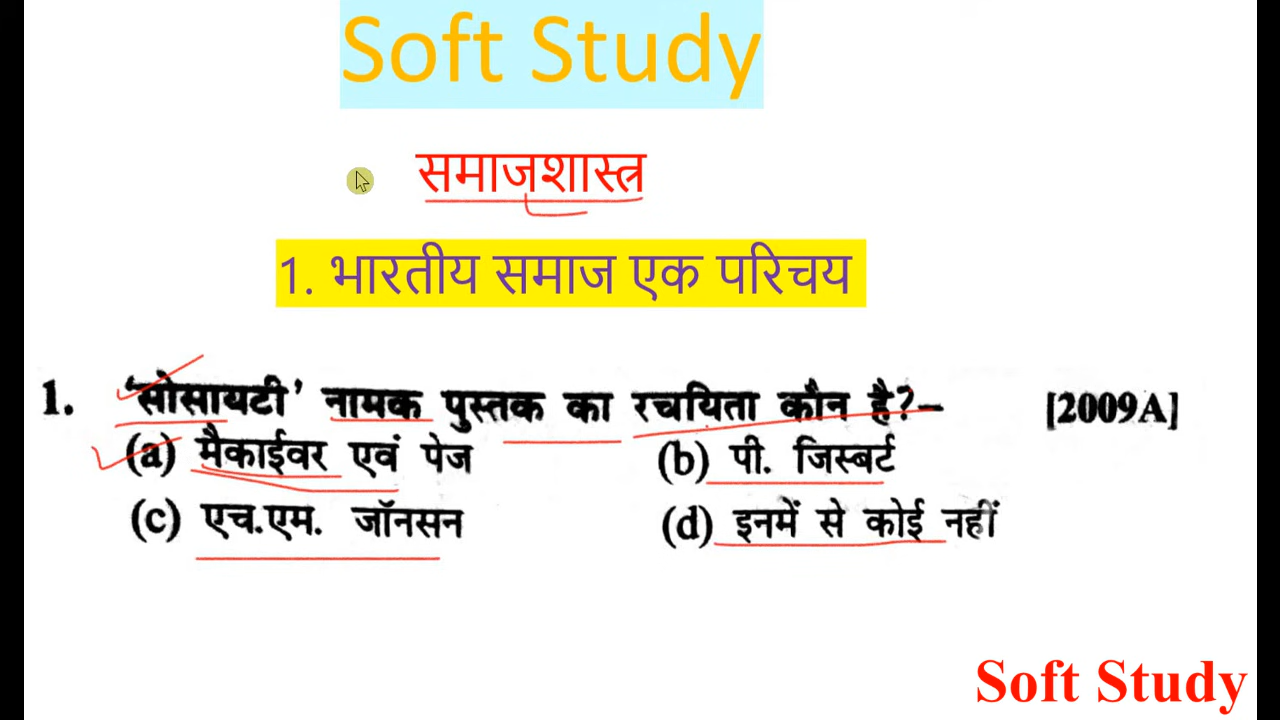 Soft Study
समाजशास्त्र
1. भारतीय समाज एक परिचय
1. 'सोसायटी' नामक पुस्तक का रचयिता कौन है?– [2009A]
(a) मैकाईवर एवं पेज (b) पी. जिस्बर्ट
(c) एच.एम. जॉनसन (d) इनमें से कोई नहीं
Soft Study